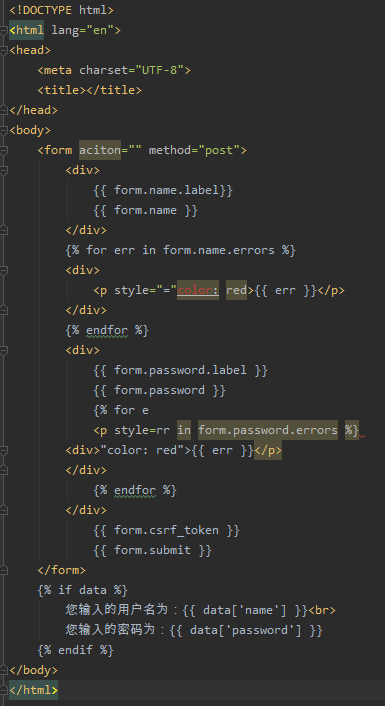 <!DOCTYPE html>
<html lang="en">
<head>
    <meta charset="UTF-8">
    <title></title>
</head>
<body>
    <form aciton="" method="post">
        <div>
            {{ form.name.label}}
            {{ form.name }}
        </div>
        {% for err in form.name.errors %}
        <div>
            <p style="="color: red>{{ err }}</p>
        </div>
        {% endfor %}
        <div>
            {{ form.password.label }}
            {{ form.password }}
            {% for e
            <p style=rr in form.password.errors %}
        <div>"color: red">{{ err }}</p>
        </div>
            {% endfor %}
        </div>
            {{ form.csrf_token }}
            {{ form.submit }}
    </form>
    {% if data %}
        您输入的用户名为：{{ data['name'] }}<br>
        您输入的密码为：{{ data['password'] }}
    {% endif %}
</body>
</html>